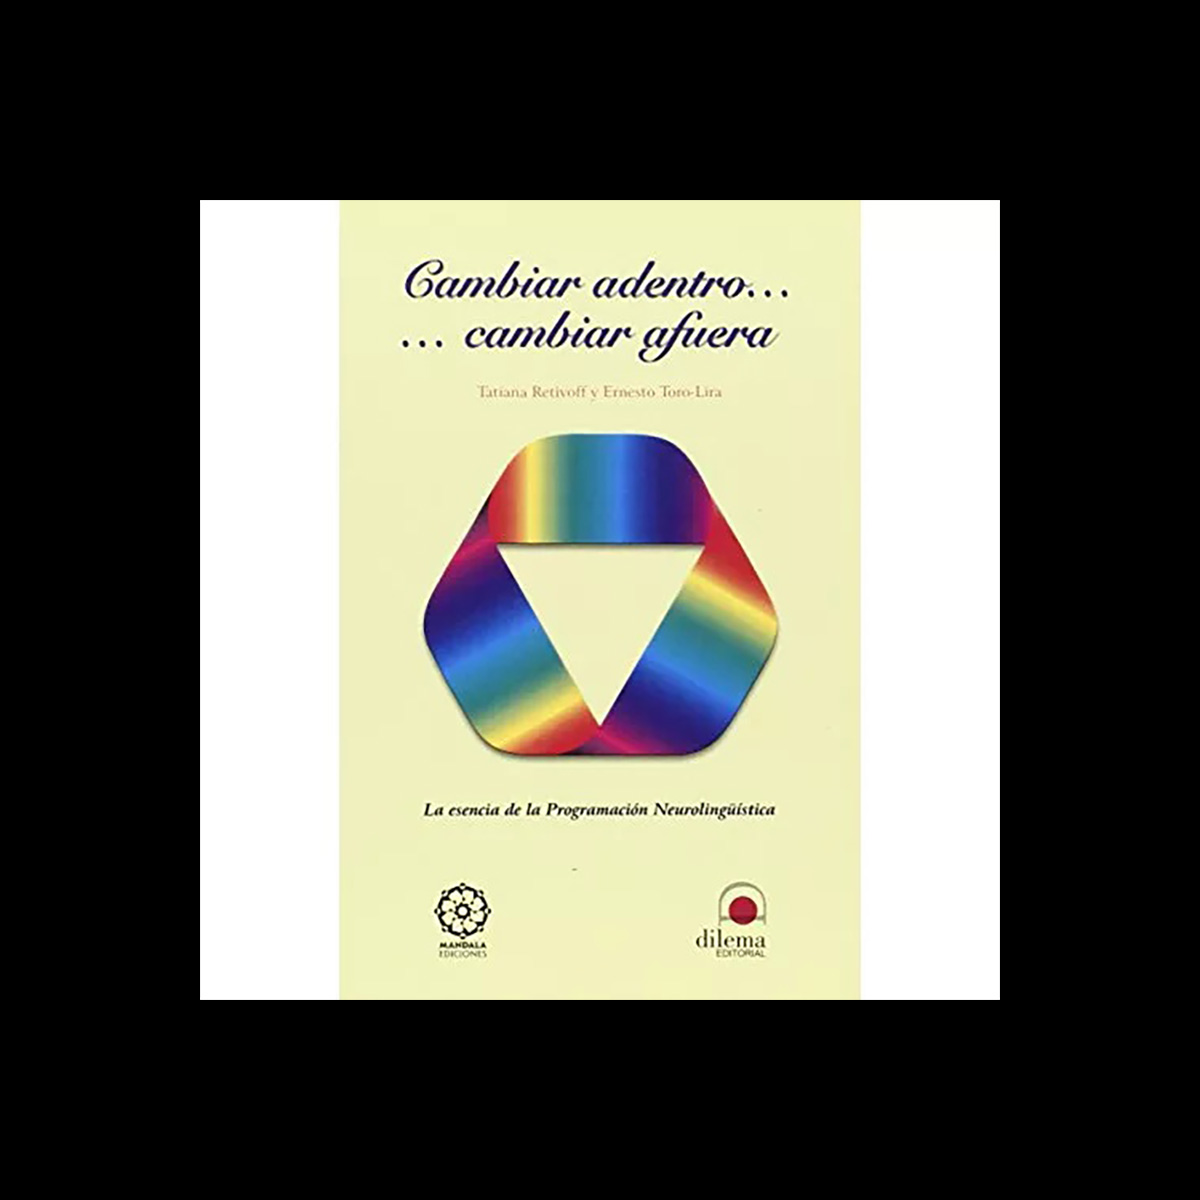 Cambiar adentro...
... cambiar afuera
Tatiana Retivoff y Ernesto Toro-Lira
La esencia de la Programación Neurolingüística
MANDALA
EDICIONES
dilema
EDITORIAL